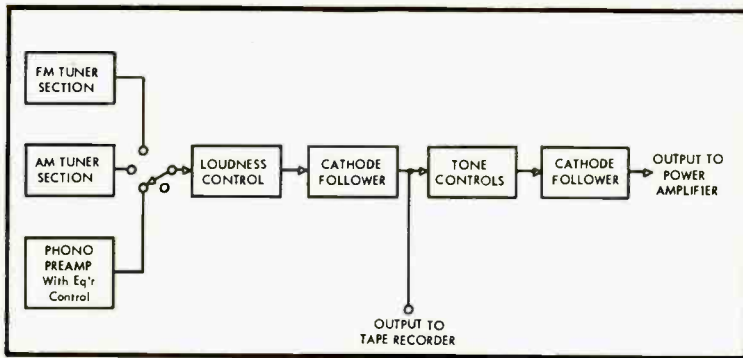 FM TUNER
SECTION
AM TUNER
SECTION
PHONO
PREAMP
With Eq'r
Control
LOUDNESS
CONTROL
CATHODE
FOLLOWER
TONE
CONTROLS
CATHODE
FOLLOWER
OUTPUT TO
POWER
AMPLIFIER
OUTPUT TO
TAPE RECORDER